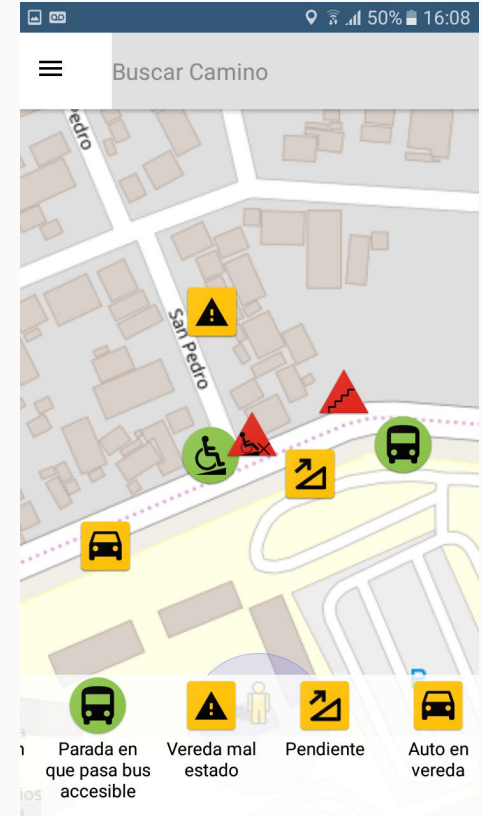 50% 16:08
Buscar Camino
Pedro
San Pedro
P
Parada en
que pasa bus
accesible
Vereda mal
estado
Pendiente
Auto en
vereda